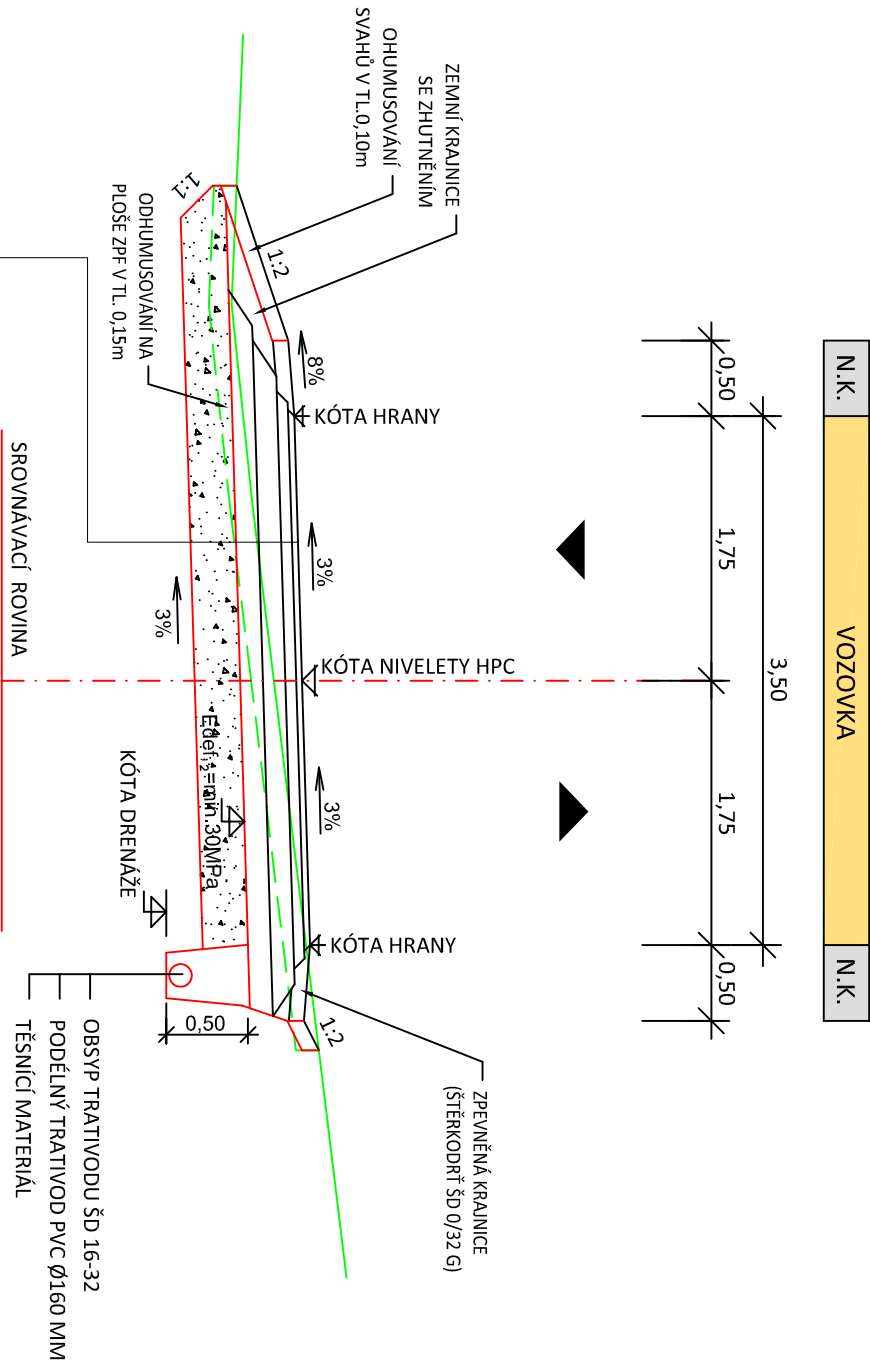 N.K.
VOZOVKA
N.K.
3,50
0,50
1,75
1,75
0,50
ZEMNÍ KRAJNICE
SE ZHUTNĚNÍM
OHUMUSOVÁNÍ
SVAHŮ V TL.0,10m
KÓTA HRANY
KÓTA NIVELETY HPC
KÓTA HRANY
ZPEVNĚNÁ KRAJNICE
(ŠTĚRKODRŤ ŠD 0/32 G)
8%
3%
3%
1:2
1:2
1:1
3%
Edef,2=min.30MPa
0,50
ODHUMUSOVÁNÍ NA
PLOŠE ZPF V TL. 0,15m
KÓTA DRENÁŽE
OBSYP TRATIVODU ŠD 16-32
PODÉLNÝ TRATIVOD PVC Ø160 MM
TĚSNÍCÍ MATERIÁL
SROVNÁVACÍ ROVINA